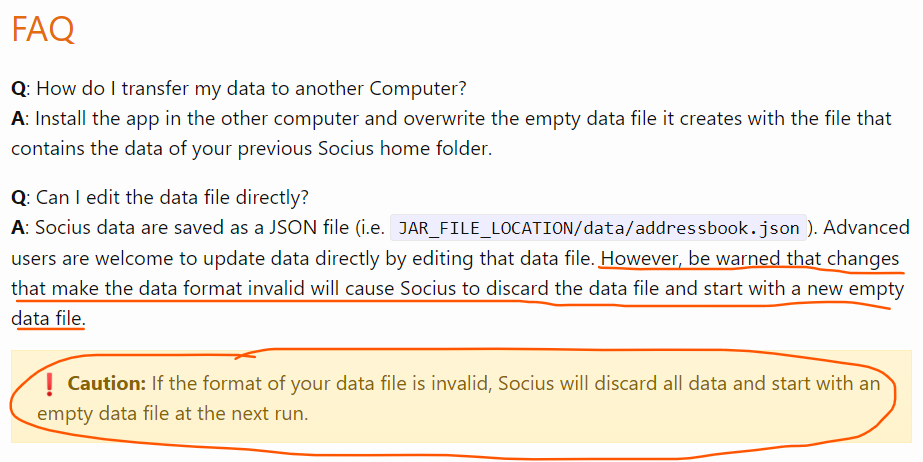 FAQ
Q: How do I transfer my data to another Computer?
A: Install the app in the other computer and overwrite the empty data file it creates with the file that
contains the data of your previous Socius home folder.
Q: Can I edit the data file directly?
A: Socius data are saved as a JSON file (i.e. JAR_FILE_LOCATION/data/addressbook.json ). Advanced
users are welcome to update data directly by editing that data file. However, be warned that changes
that make the data format invalid will cause Socius to discard the data file and start with a new empty
data file.
❗ Caution: If the format of your data file is invalid, Socius will discard all data and start with an
empty data file at the next run.